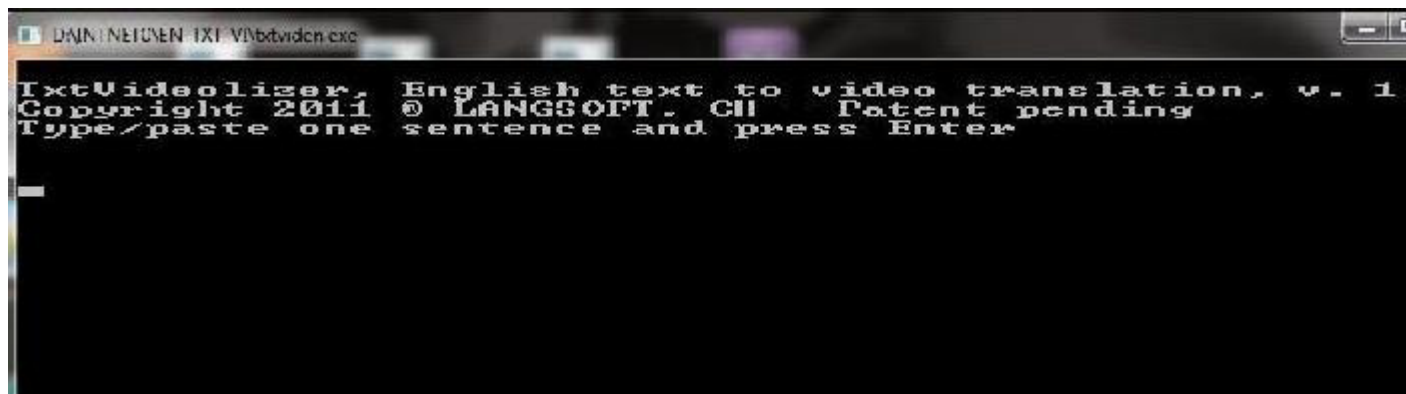 TxtVideolizer, English text to video translation, v. 1
Copyright 2011 © LANGSOFT. CH Patent pending
Type/paste one sentence and press Enter